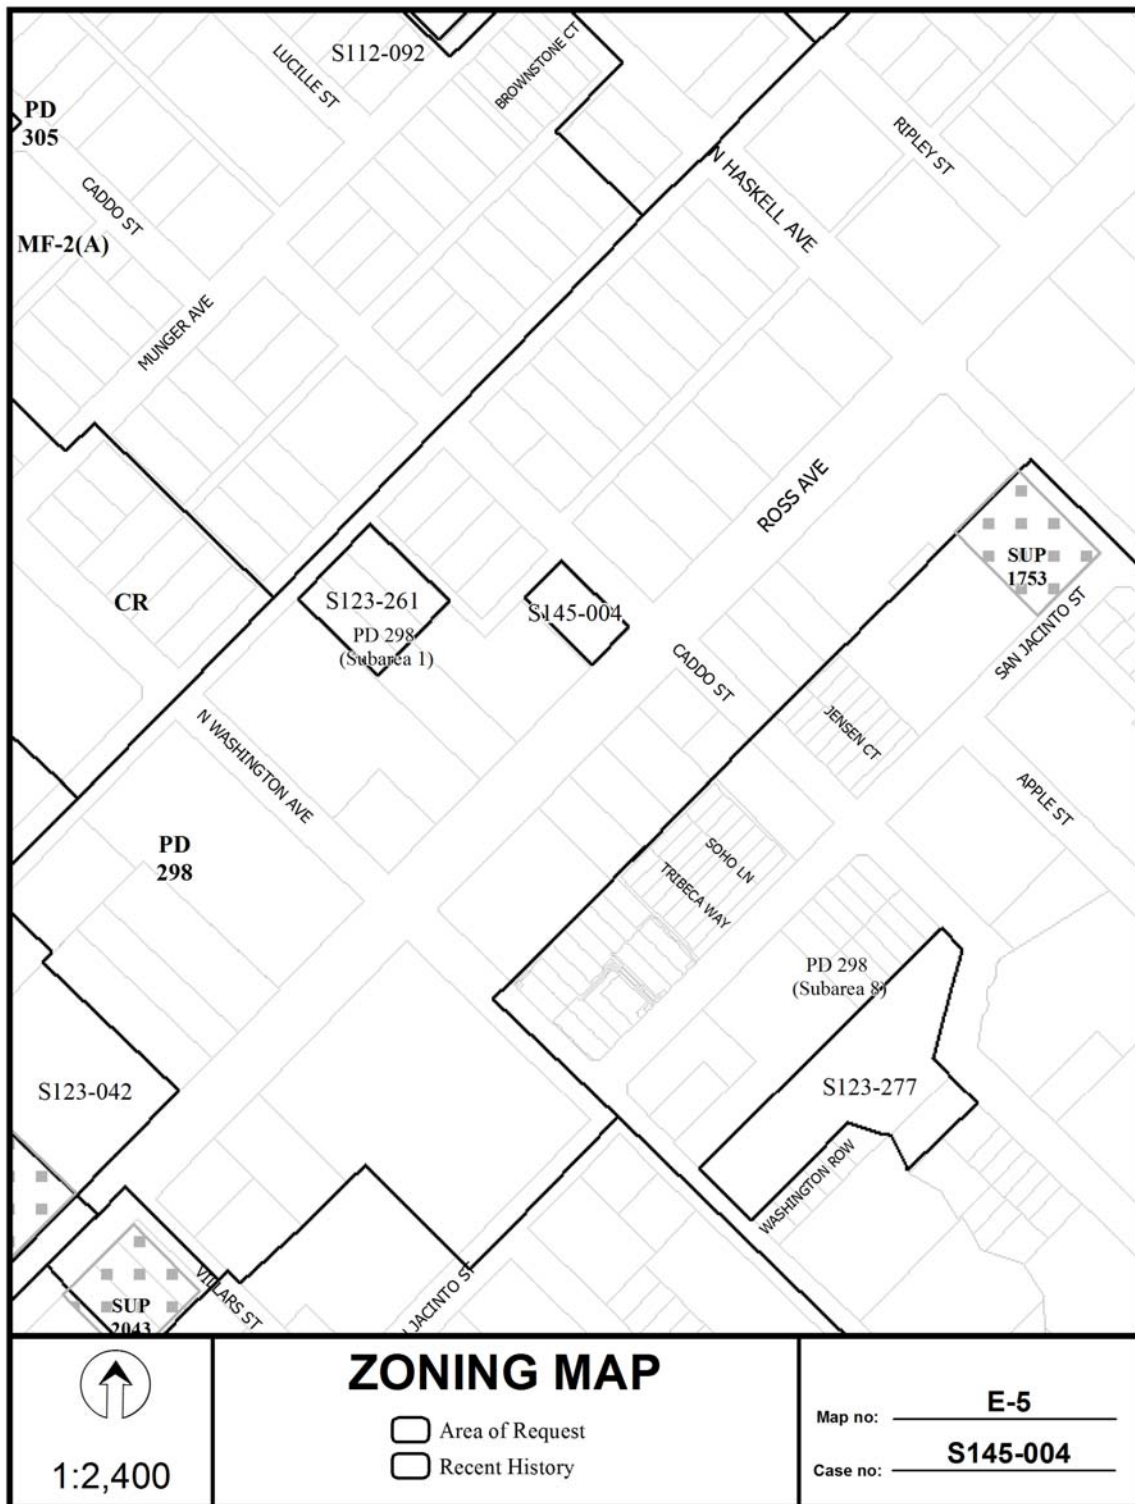 S112-092
LUCILLE ST
BROWNSTONE CT
PD
305
RIPLEY ST
CADDO ST
N HASKELL AVE
MF-2(A)
MUNGER AVE
ROSS AVE
SUP
1753
CR
S123-261
PD 298
(Subarea 1)
S145-004
SAN JACINTO ST
CADDO ST
N WASHINGTON AVE
JENSEN CT
APPLE ST
PD
298
SOHO LN
TRIBECA WAY
PD 298
(Subarea 8)
S123-042
S123-277
WASHINGTON ROW
VILLARS ST
SUP
2043
JACINTO ST
ZONING MAP
Area of Request
Recent History
1:2,400
Map no: E-5
Case no: S145-004